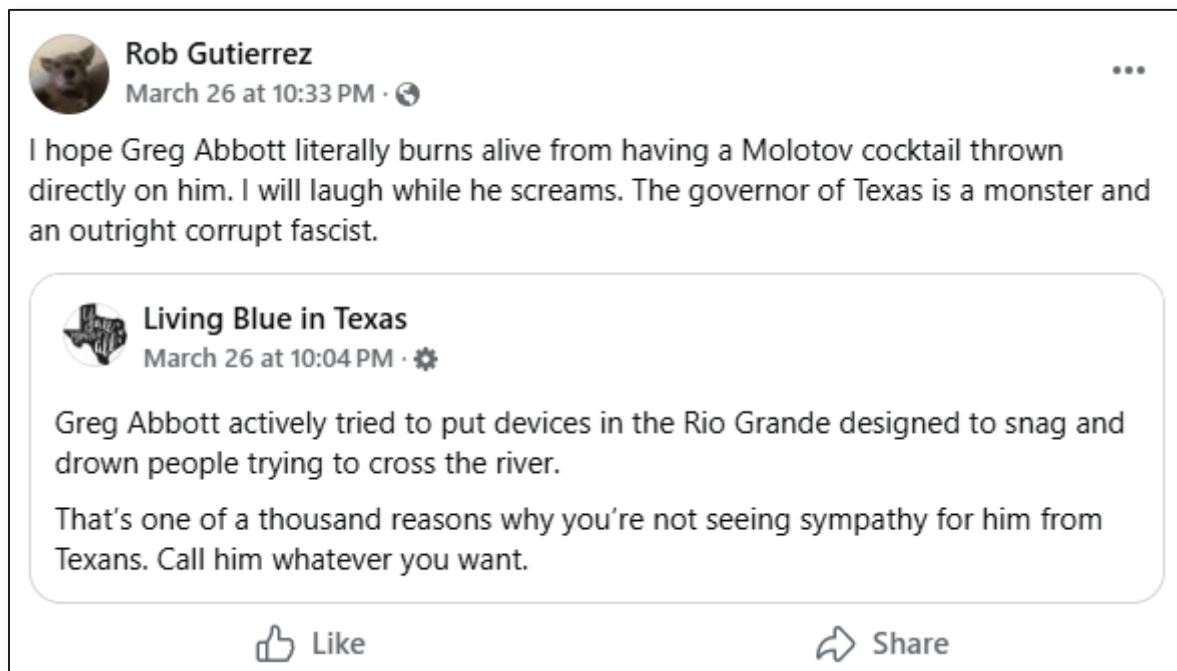 Rob Gutierrez
March 26 at 10:33 PM ·
I hope Greg Abbott literally burns alive from having a Molotov cocktail thrown
directly on him. I will laugh while he screams. The governor of Texas is a monster and
an outright corrupt fascist.
Living Blue in Texas
March 26 at 10:04 PM ·
Greg Abbott actively tried to put devices in the Rio Grande designed to snag and
drown people trying to cross the river.
That's one of a thousand reasons why you're not seeing sympathy for him from
Texans. Call him whatever you want.
Like
Share